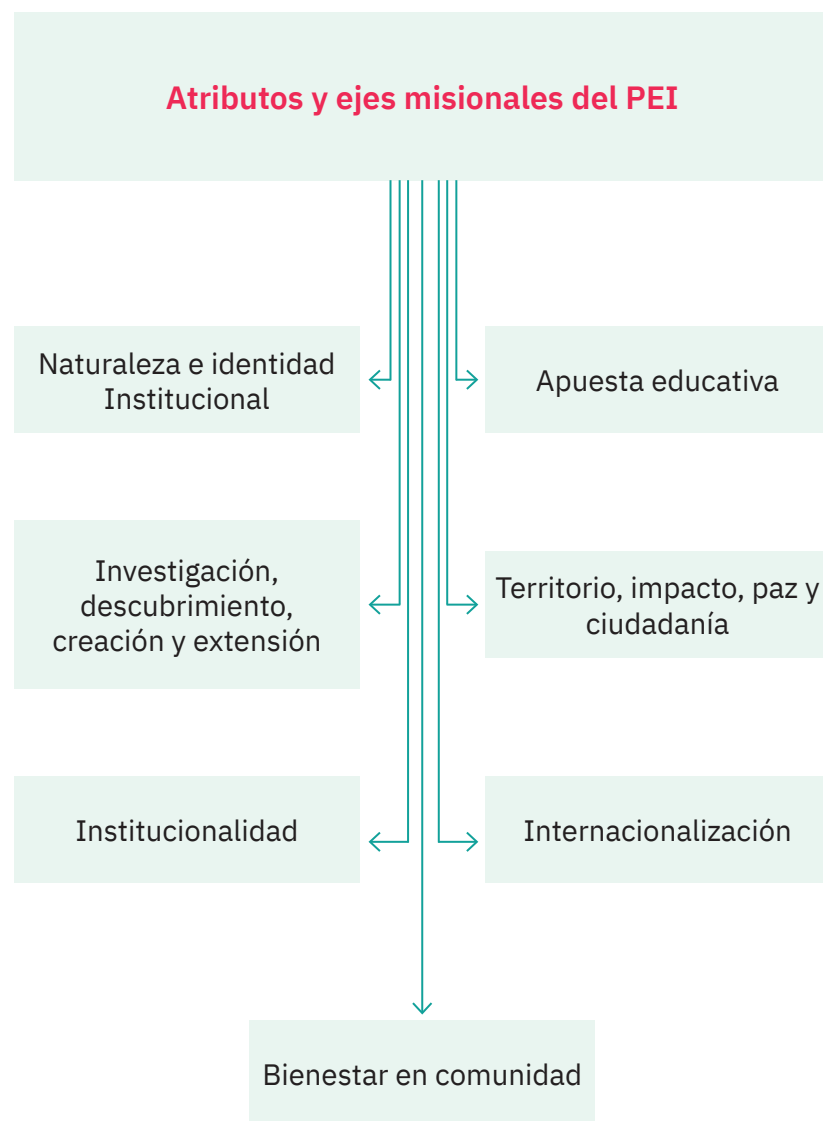 Atributos y ejes misionales del PEI
Naturaleza e identidad
Institucional
Apuesta educativa
Investigación,
descubrimiento,
creación y extensión
Territorio, impacto, paz y
ciudadanía
Institucionalidad
Internacionalización
Bienestar en comunidad